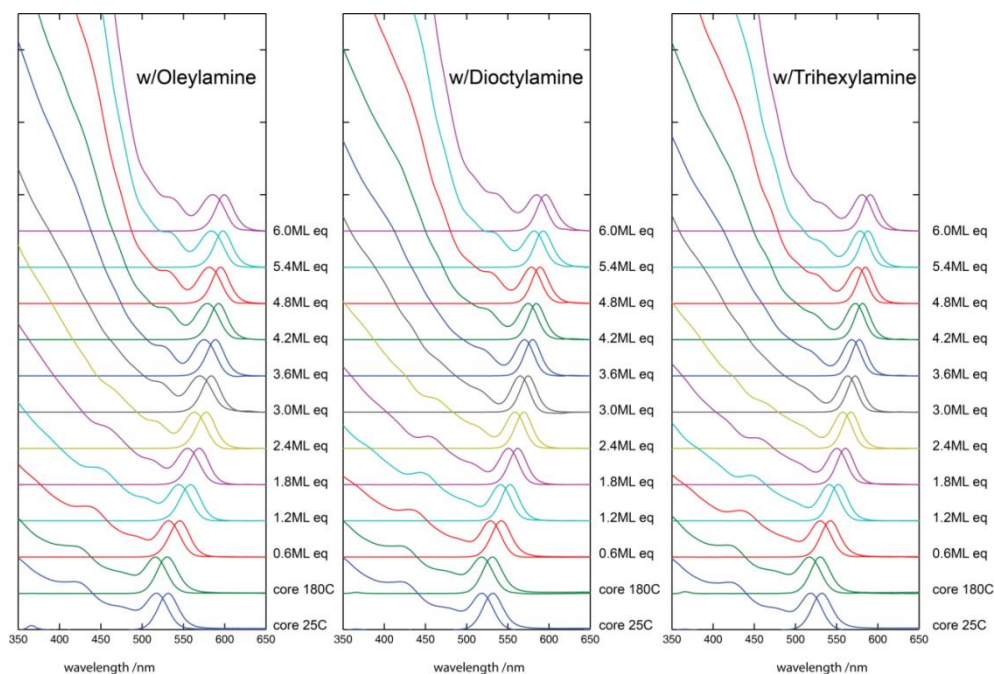 w/Oleylamine
6.0ML eq
5.4ML eq
4.8ML eq
4.2ML eq
3.6ML eq
3.0ML eq
2.4ML eq
1.8ML eq
1.2ML eq
0.6ML eq
core 180C
core 25C
350 400 450 500 550 600 650
wavelength /nm
w/Dioctylamine
6.0ML eq
5.4ML eq
4.8ML eq
4.2ML eq
3.6ML eq
3.0ML eq
2.4ML eq
1.8ML eq
1.2ML eq
0.6ML eq
core 180C
core 25C
350 400 450 500 550 600 650
wavelength /nm
w/Trihexylamine
6.0ML eq
5.4ML eq
4.8ML eq
4.2ML eq
3.6ML eq
3.0ML eq
2.4ML eq
1.8ML eq
1.2ML eq
0.6ML eq
core 180C
core 25C
350 400 450 500 550 600 650
wavelength /nm